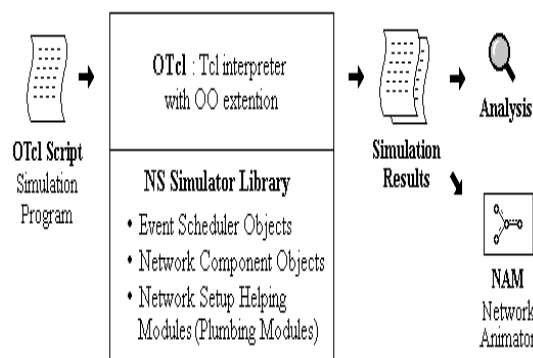 OTcl Script
Simulation
Program
OTcl : Tcl interpreter
with OO extention
NS Simulator Library
• Event Scheduler Objects
• Network Component Objects
• Network Setup Helping
Modules (Plumbing Modules)
Simulation
Results
Analysis
NAM
Network
Animator